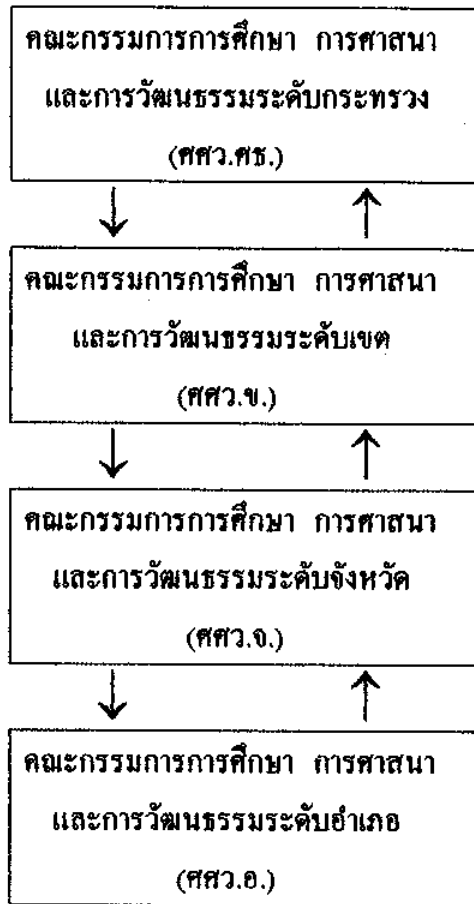 คณะกรรมการการศึกษา การศาสนา
และการวัฒนธรรมระดับกระทรวง
(ศศว.ศธ.)
คณะกรรมการการศึกษา การศาสนา
และการวัฒนธรรมระดับเขต
(ศศว.ข.)
คณะกรรมการการศึกษา การศาสนา
และการวัฒนธรรมระดับจังหวัด
(ศศว.จ.)
คณะกรรมการการศึกษา การศาสนา
และการวัฒนธรรมระดับอำเภอ
(ศศว.อ.)